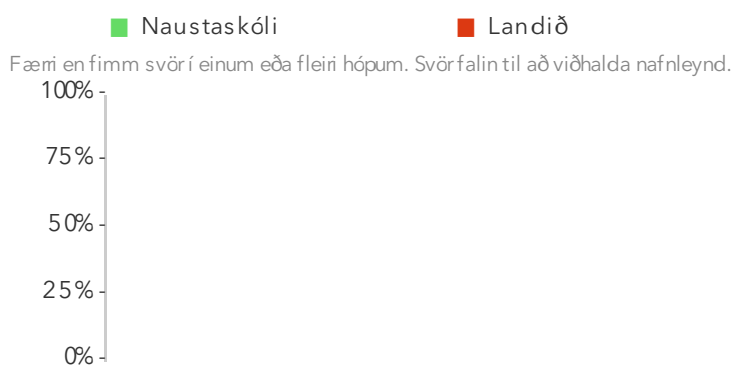 Naustaskóli Landið
Færri en fimm svör í einum eða fleiri hópum. Svör falin til að viðhalda nafnleynd.
100%
75%
50%
25%
0%